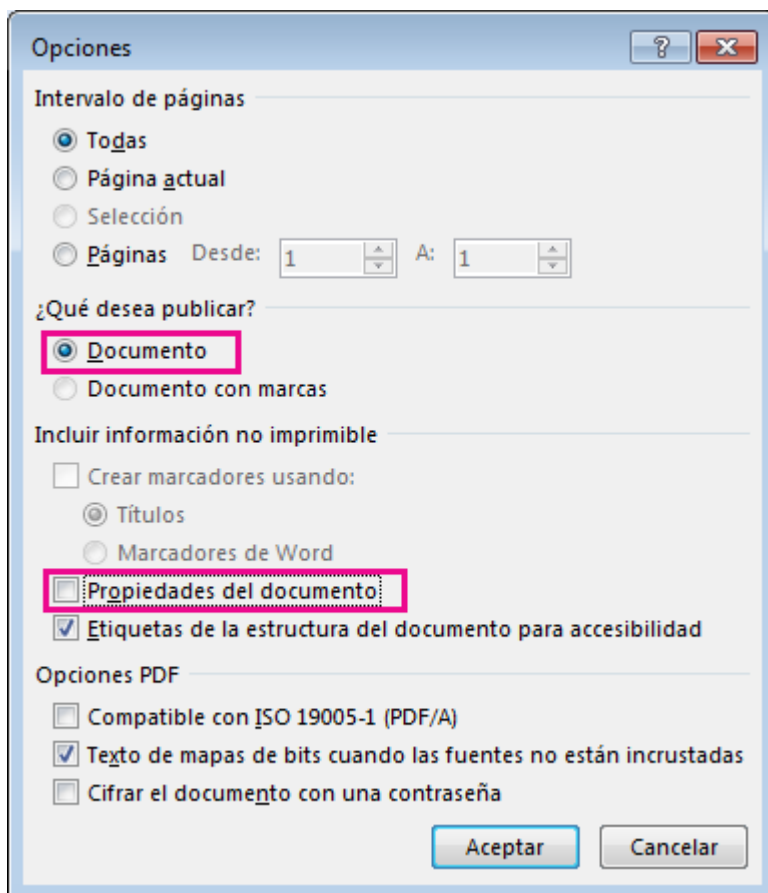 Opciones
Intervalo de páginas
Todas
Página actual
Selección
Páginas Desde: 1 A: 1
¿Qué desea publicar?
Documento
Documento con marcas
Incluir información no imprimible
Crear marcadores usando:
Títulos
Marcadores de Word
Propiedades del documento
Etiquetas de la estructura del documento para accesibilidad
Opciones PDF
Compatible con ISO 19005-1 (PDF/A)
Texto de mapas de bits cuando las fuentes no están incrustadas
Cifrar el documento con una contraseña
Aceptar Cancelar